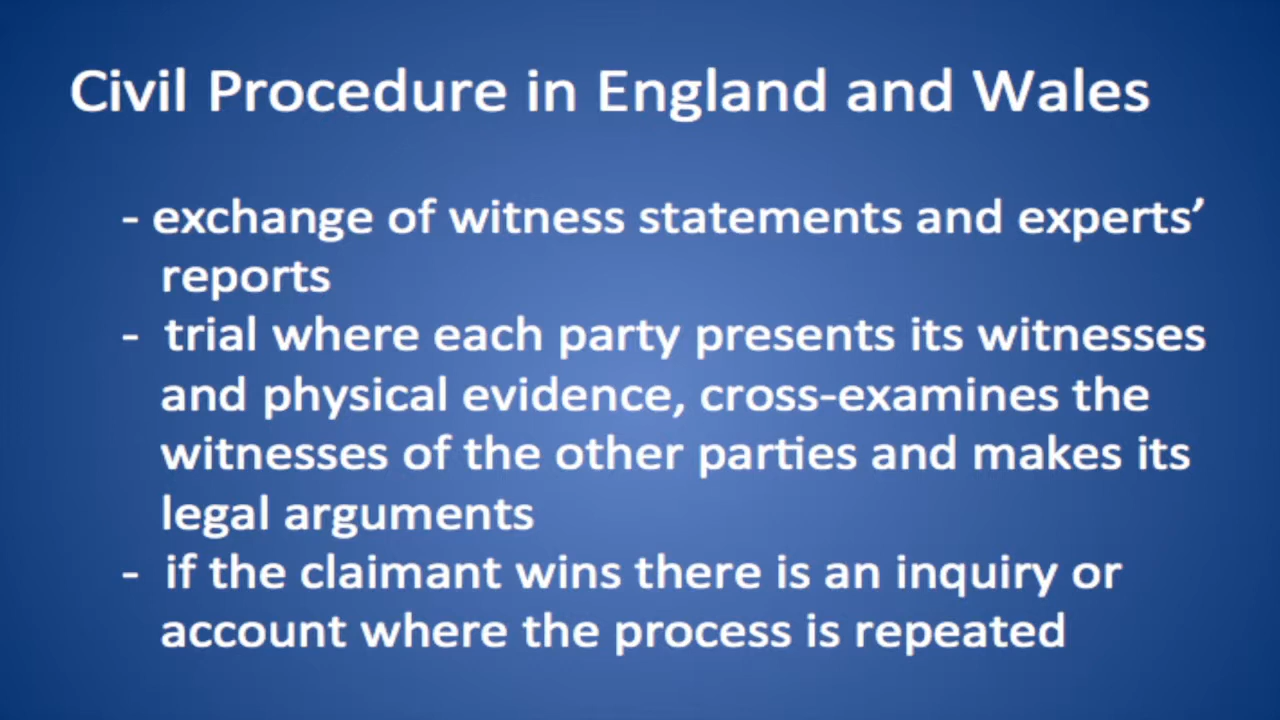 Civil Procedure in England and Wales
- exchange of witness statements and experts’
reports
- trial where each party presents its witnesses
and physical evidence, cross-examines the
witnesses of the other parties and makes its
legal arguments
- if the claimant wins there is an inquiry or
account where the process is repeated